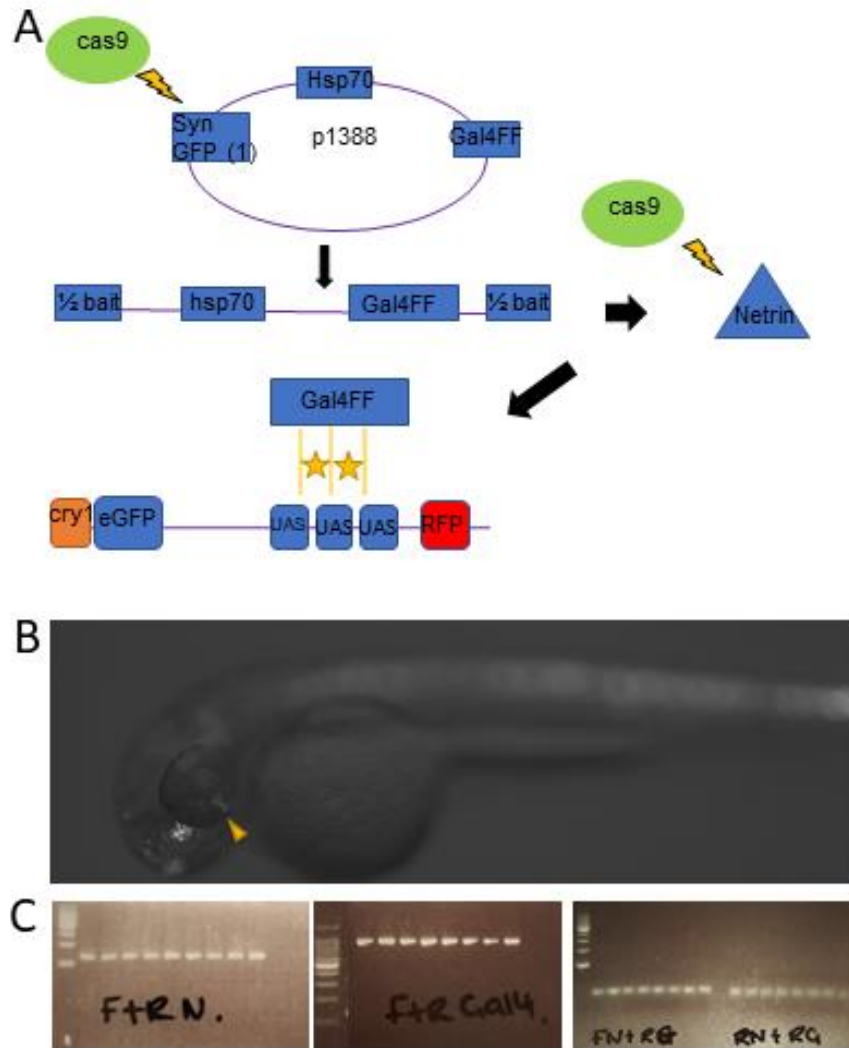 A
cas9
Hsp70
Syn
GFP (1)
p1388
Gal4FF
cas9
½ bait
hsp70
Gal4FF
½ bait
Netrin
Gal4FF
cry1
eGFP
UAS
UAS
UAS
RFP
B
C
F+RN.
F+R Gal4.
FN+RG
RN+RG